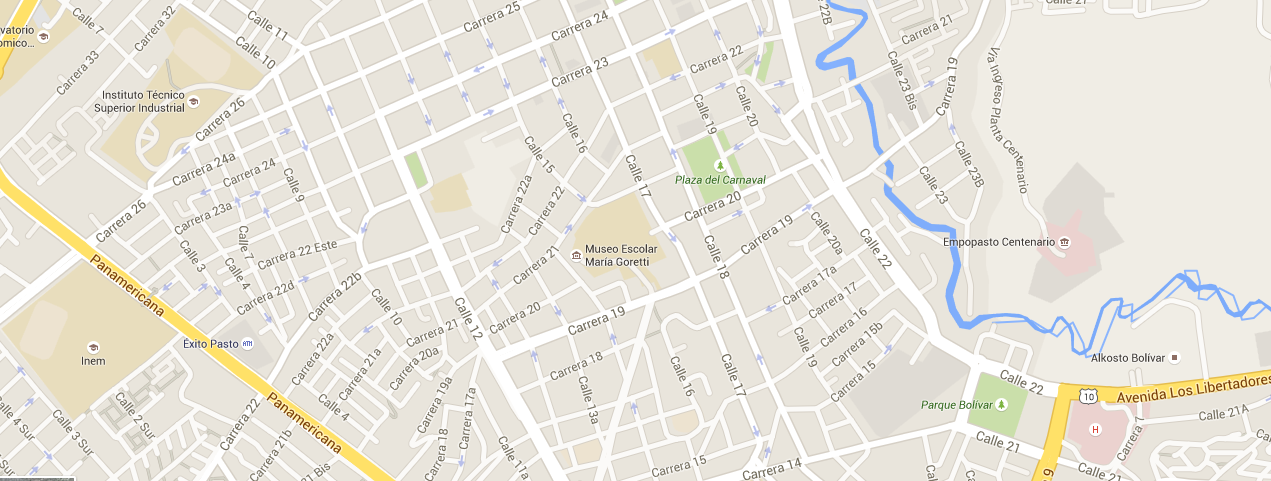 Calle 7
Carrera 32
Calle 11
Carrera 25
Carrera 24
Calle 22B
Carrera 21
Calle 21
vatorio
omico...
Calle 10
Carrera 33
Carrera 23
Carrera 22
Calle 23 Bis
Carrera 19
Vía Ingreso Planta Centenario
Instituto Técnico
Superior Industrial
Carrera 26
Calle 16
Calle 19
Calle 20
Calle 15
Calle 17
Calle 23B
Carrera 24a
Carrera 24
Calle 9
Plaza del Carnaval
Calle 23
Carrera 22a
Carrera 22
Carrera 20
Carrera 26
Carrera 23a
Carrera 19
Calle 20a
Calle 22
Calle 3
Calle 7
Carrera 22 Este
Carrera 21
Museo Escolar
María Goretti
Calle 18
Empopasto Centenario
Panamericana
Carrera 22d
Carrera 22b
Calle 10
Calle 12
Carrera 20
Carrera 19
Carrera 17a
Carrera 17
Carrera 16
Carrera 15b
Carrera 15
Éxito Pasto
Carrera 21
Carrera 22a
Carrera 21a
Carrera 20a
Carrera 18
Calle 19
Alkosto Bolívar
Inem
Calle 4
Carrera 19a
Carrera 17a
Calle 13a
Calle 16
Calle 17
Calle 22
10
Avenida Los Libertadores
Parque Bolívar
Calle 4 Sur
Calle 3 Sur
Calle 2 Sur
Carrera 22
Panamericana
Carrera 21b
21 Bis
Carrera 18
Calle 11a
Carrera 15
Carrera 14
Calle 21
H
Carrera 7
Calle 21A
Calle 21
9